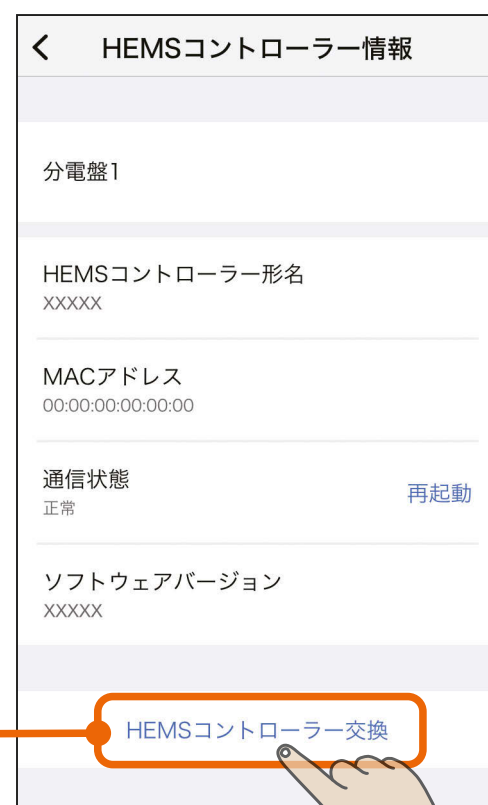 HEMSコントローラー情報
分電盤1
HEMSコントローラー形名
XXXXX
MACアドレス
00:00:00:00:00:00
通信状態
正常
再起動
ソフトウェアバージョン
XXXXX
HEMSコントローラー交換